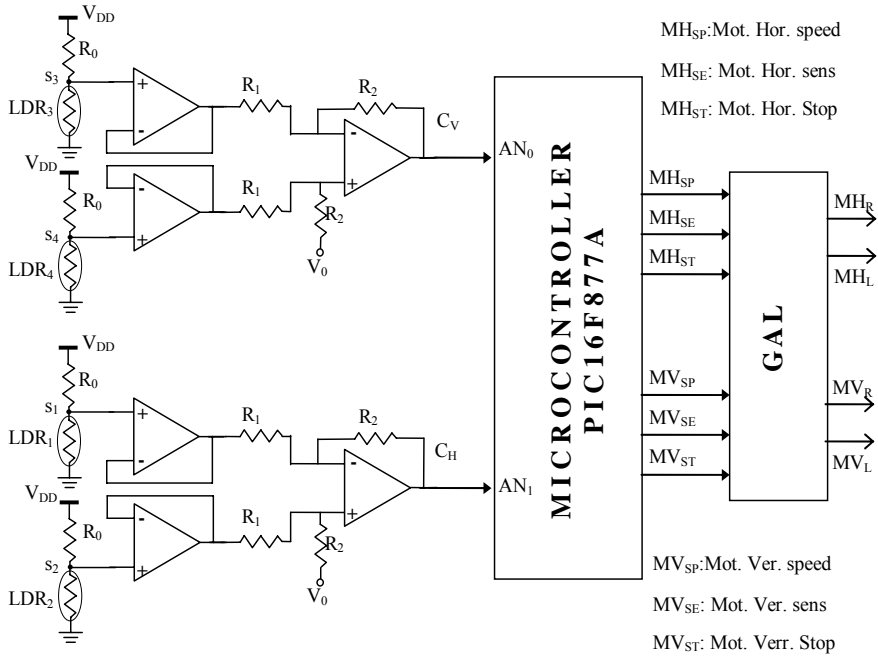 V_DD
R_0
s_3
LDR_3
+
-
R_1
R_2
C_V
-
+
V_DD
R_0
s_4
LDR_4
-
+
R_1
R_2
V_0
V_DD
R_0
s_1
LDR_1
+
-
R_1
R_2
C_H
-
+
V_DD
R_0
s_2
LDR_2
-
+
R_1
R_2
V_0
AN_0
AN_1
MICROCONTROLLER
PIC16F877A
MH_SP:Mot. Hor. speed
MH_SE: Mot. Hor. sens
MH_ST: Mot. Hor. Stop
MH_SP
MH_SE
MH_ST
MV_SP
MV_SE
MV_ST
GAL
MH_R
MH_L
MV_R
MV_L
MV_SP:Mot. Ver. speed
MV_SE: Mot. Ver. sens
MV_ST: Mot. Verr. Stop